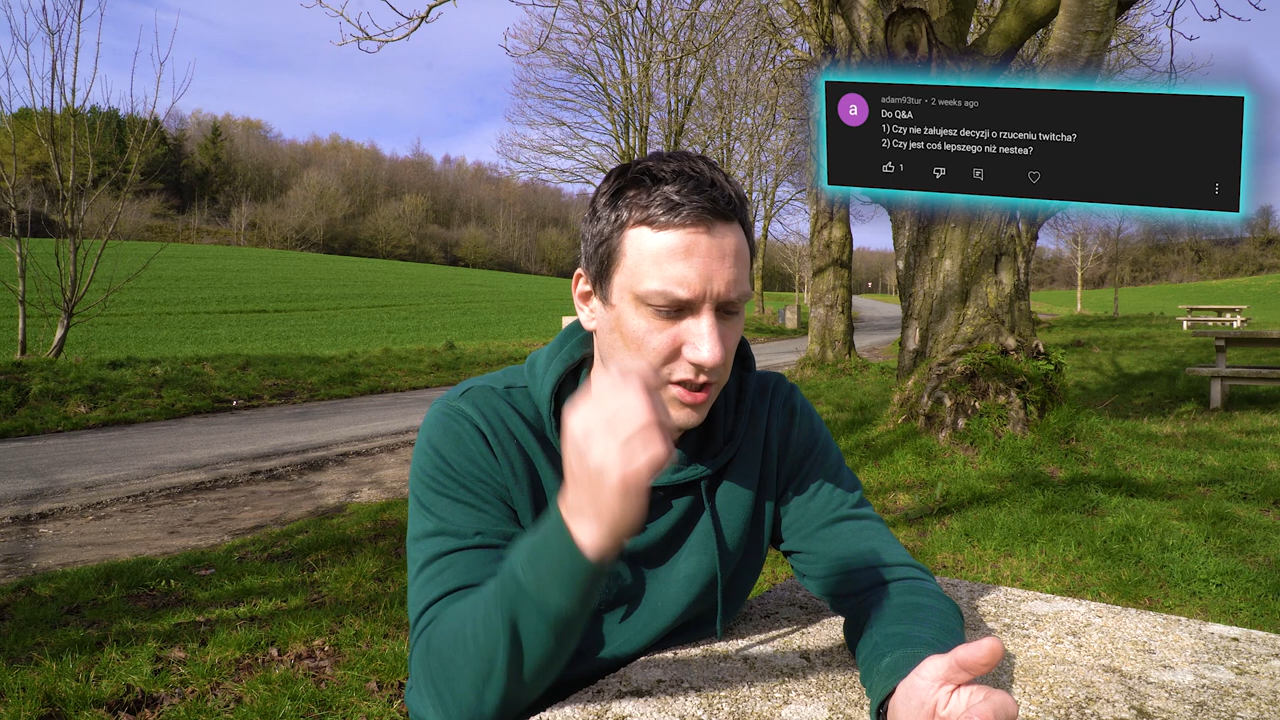 a
adam93tur • 2 weeks ago
Do Q&A
1) Czy nie żałujesz decyzji o rzuceniu twitcha?
2) Czy jest coś lepszego niż nestea?
1